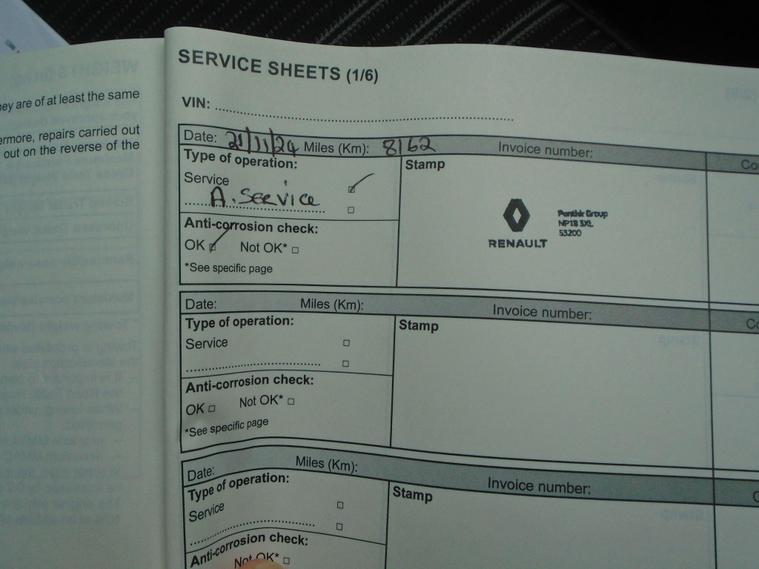 ey are of at least the same
ermore, repairs carried out
out on the reverse of the
SERVICE SHEETS (1/6)
VIN:
Date: 21/11/24 Miles (Km): 8162 Invoice number:
Type of operation:
Service
A. Service
Anti-corrosion check:
OK Not OK*
*See specific page
Stamp
RENAULT
Ponthir Group
NP18 3XL
53200
Date: Miles (Km): Invoice number:
Type of operation:
Service
Anti-corrosion check:
OK Not OK*
*See specific page
Stamp
Date: Miles (Km): Invoice number:
Type of operation:
Service
Anti-corrosion check:
Not OK*
Stamp